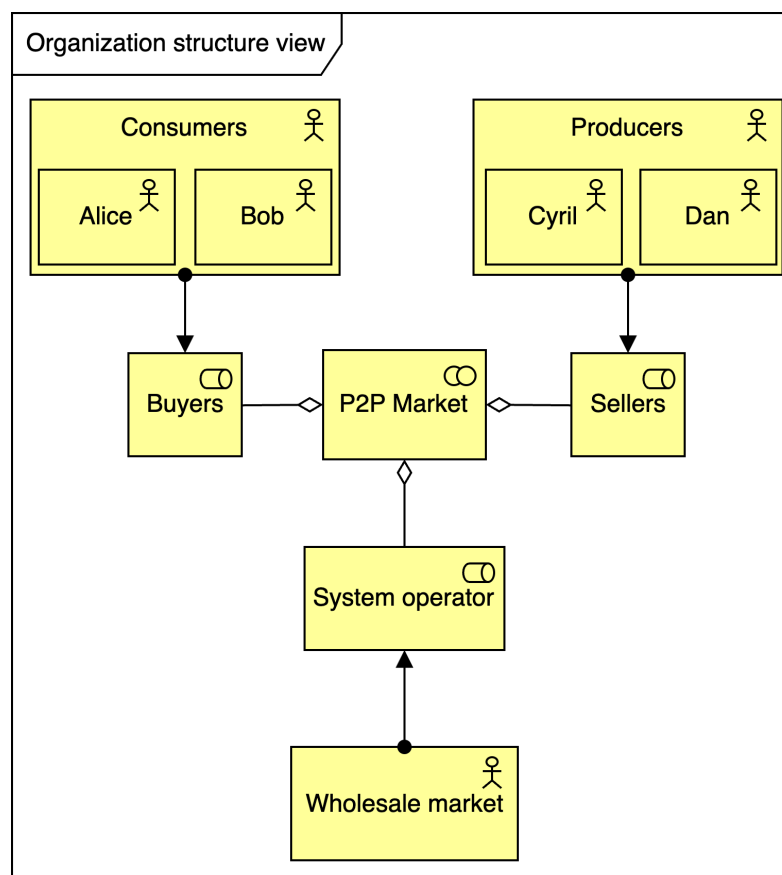 Organization structure view
Consumers
Producers
Alice
Bob
Cyril
Dan
Buyers
P2P Market
Sellers
System operator
Wholesale market